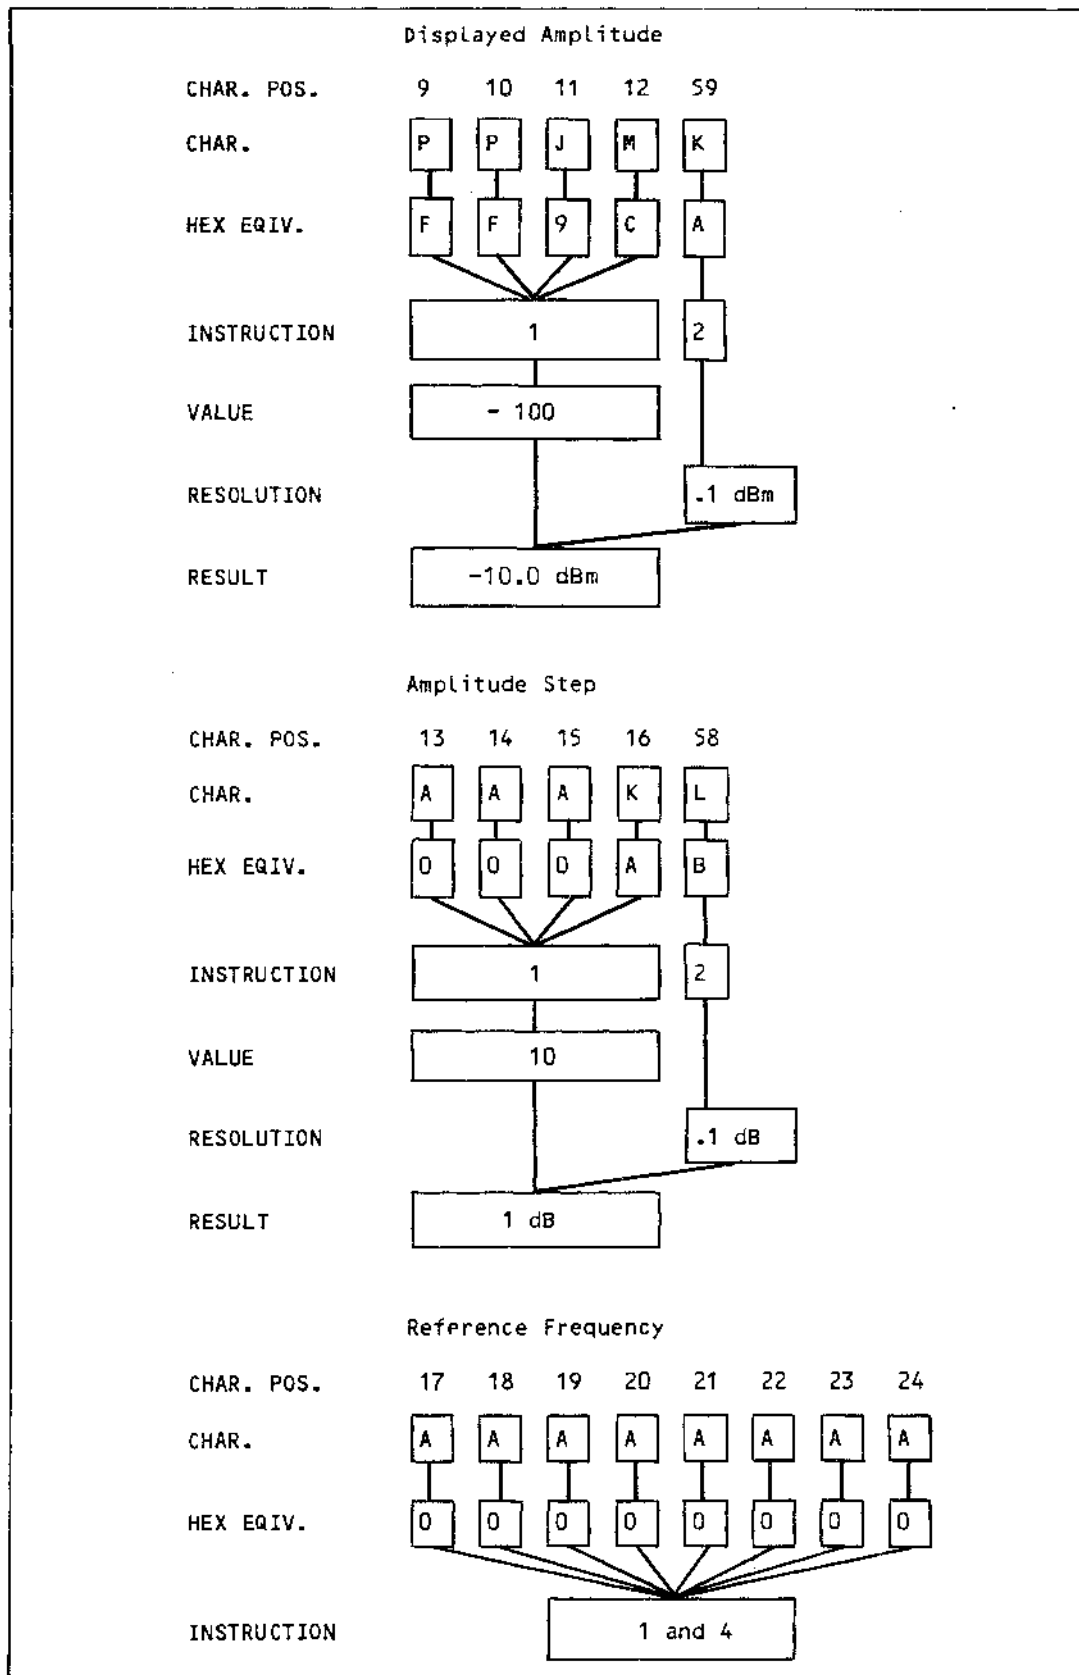 Displayed Amplitude
CHAR. POS. 9 10 11 12 59
CHAR. P P J M K
HEX EQIV. F F 9 C A
INSTRUCTION 1 2
VALUE - 100
RESOLUTION .1 dBm
RESULT -10.0 dBm
Amplitude Step
CHAR. POS. 13 14 15 16 58
CHAR. A A A K L
HEX EQIV. 0 0 0 A B
INSTRUCTION 1 2
VALUE 10
RESOLUTION .1 dB
RESULT 1 dB
Reference Frequency
CHAR. POS. 17 18 19 20 21 22 23 24
CHAR. A A A A A A A A
HEX EQIV. 0 0 0 0 0 0 0 0
INSTRUCTION 1 and 4